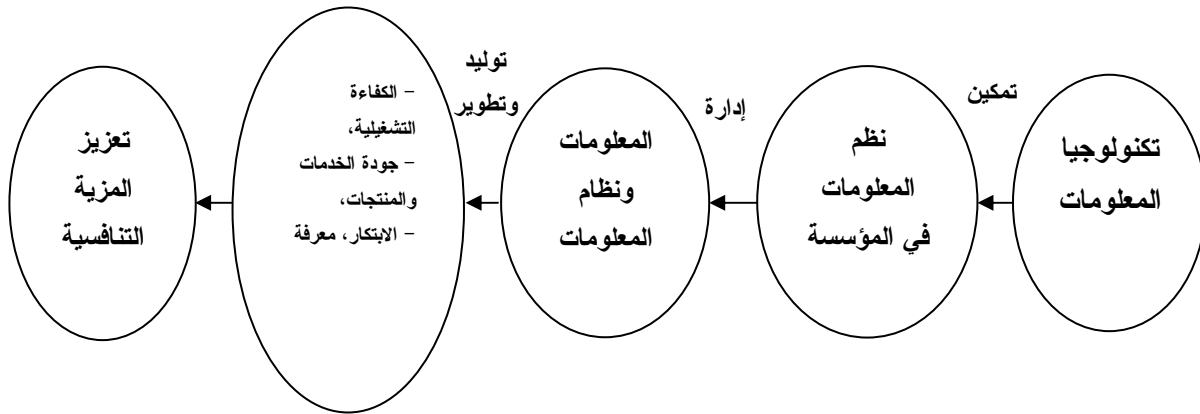 تكنولوجيا
المعلومات
تمكين
نظم
المعلومات
في المؤسسة
إدارة
المعلومات
ونظام
المعلومات
توليد
وتطوير
- الكفاءة
التشغيلية،
- جودة الخدمات
والمنتجات،
- الابتكار، معرفة
تعزيز
المزية
التنافسية